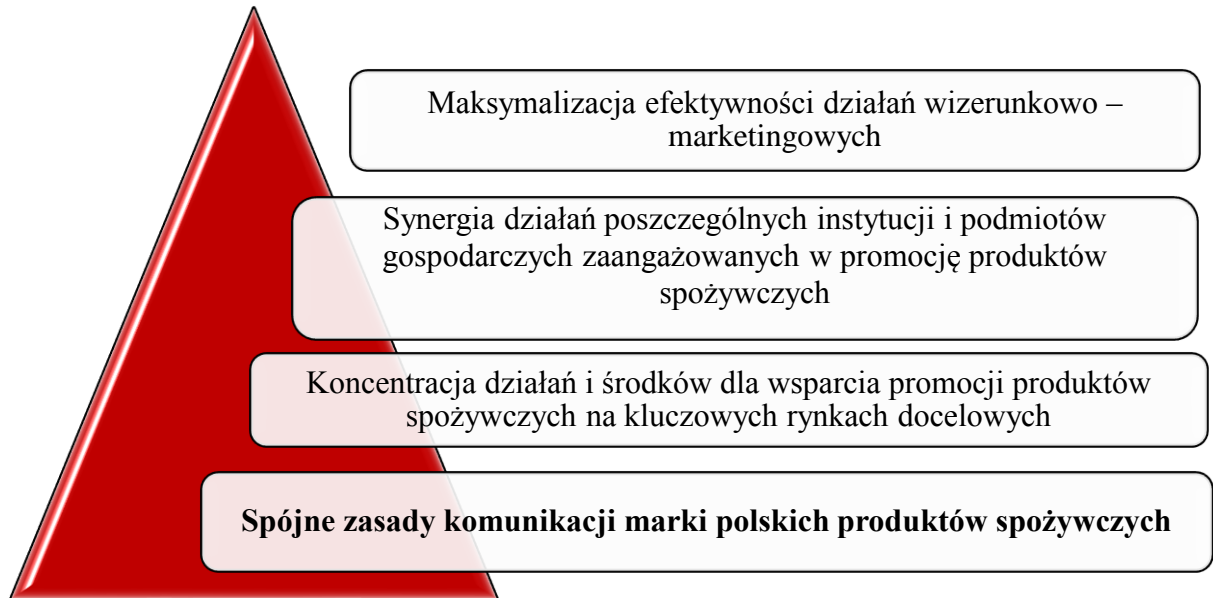 Maksymalizacja efektywności działań wizerunkowo –
marketingowych
Synergia działań poszczególnych instytucji i podmiotów
gospodarczych zaangażowanych w promocję produktów
spożywczych
Koncentracja działań i środków dla wsparcia promocji produktów
spożywczych na kluczowych rynkach docelowych
Spójne zasady komunikacji marki polskich produktów spożywczych